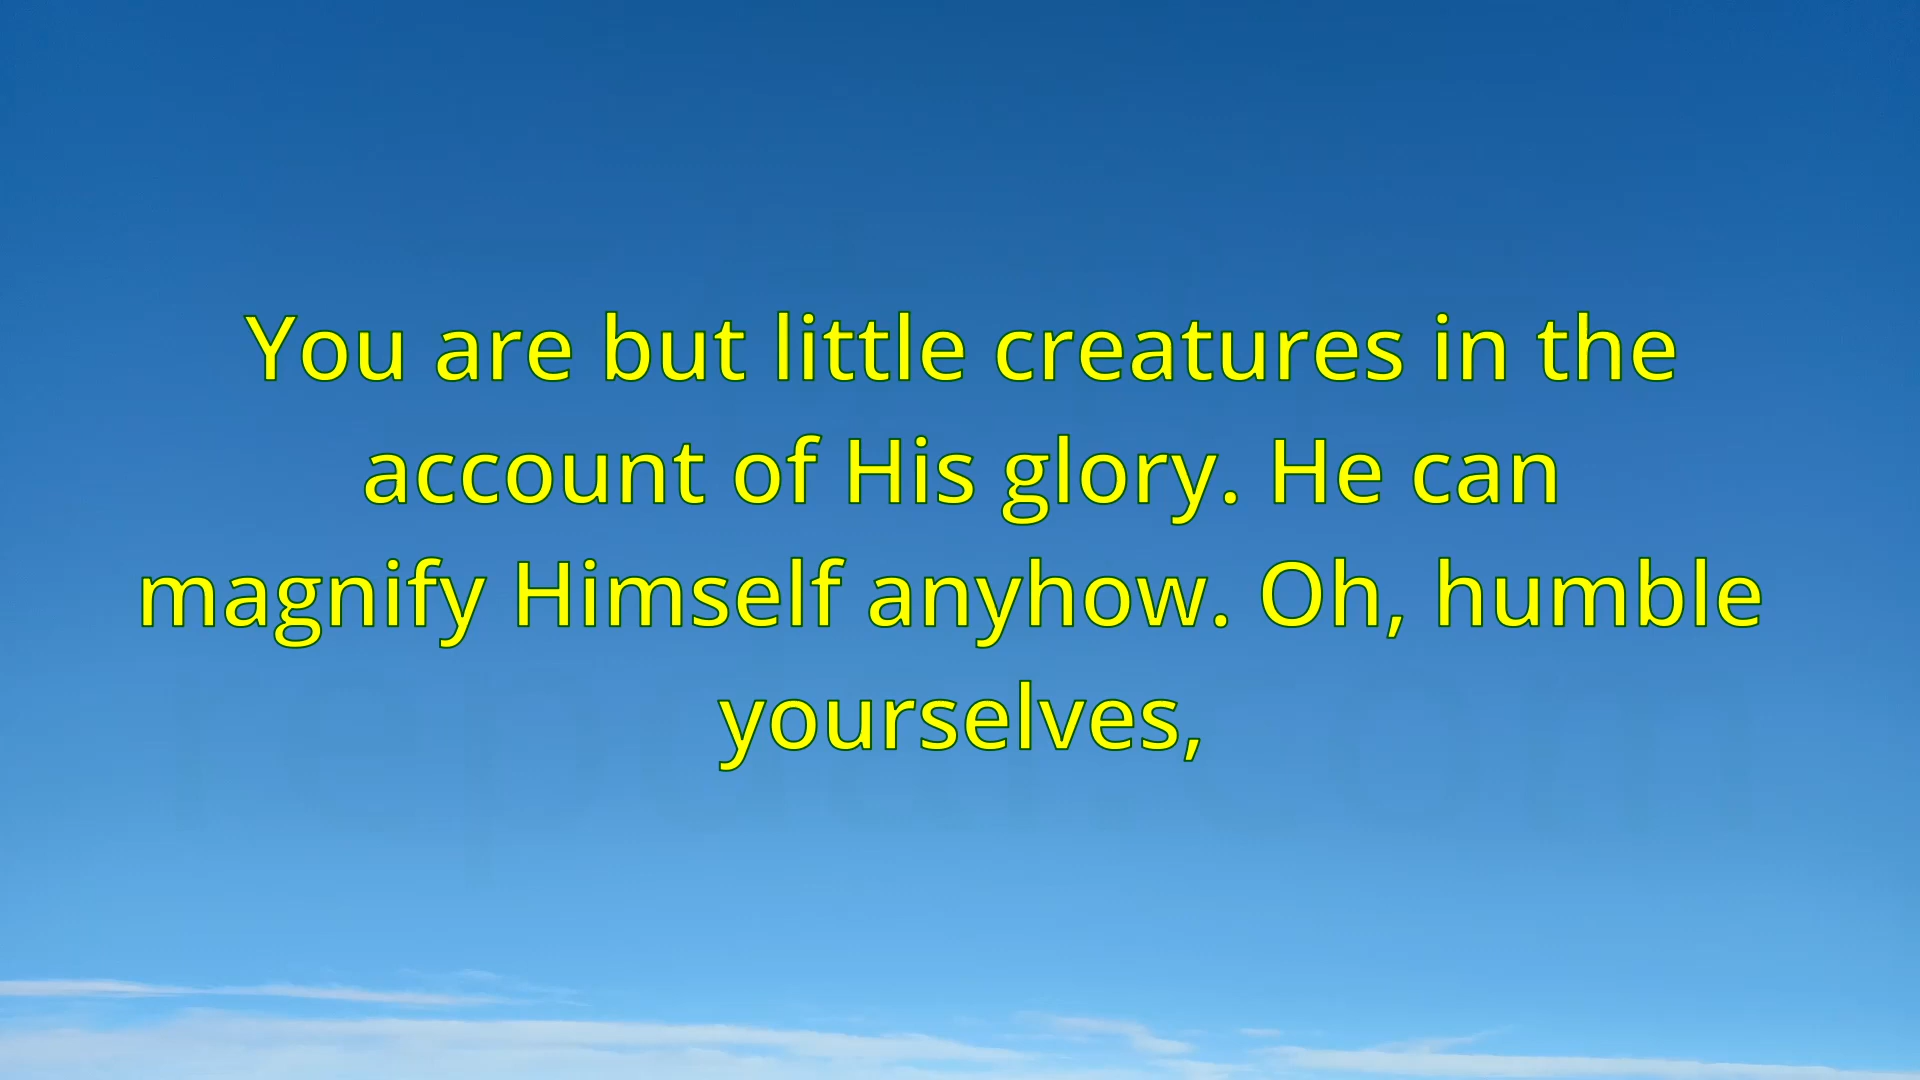 You are but little creatures in the
account of His glory. He can
magnify Himself anyhow. Oh, humble
yourselves,